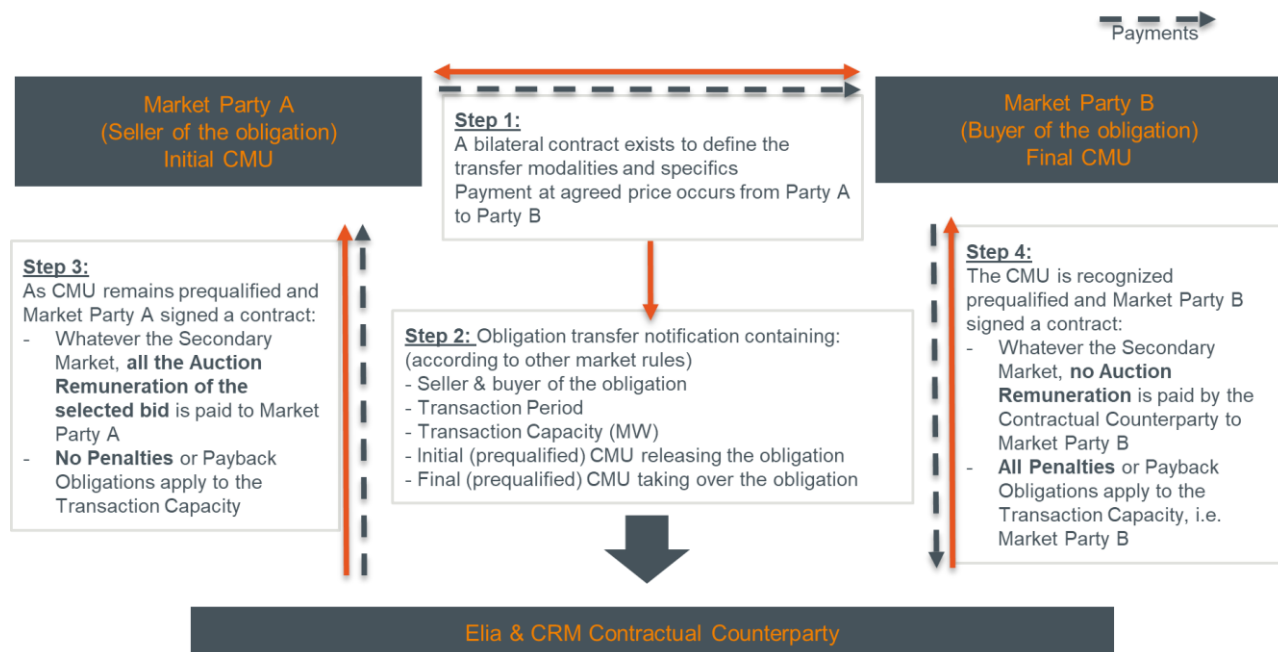 Payments
Market Party A
(Seller of the obligation)
Initial CMU
Step 1:
A bilateral contract exists to define the
transfer modalities and specifics
Payment at agreed price occurs from Party A
to Party B
Market Party B
(Buyer of the obligation)
Final CMU
Step 3:
As CMU remains prequalified and
Market Party A signed a contract:
- Whatever the Secondary
Market, all the Auction
Remuneration of the
selected bid is paid to Market
Party A
- No Penalties or Payback
Obligations apply to the
Transaction Capacity
Step 2: Obligation transfer notification containing:
(according to other market rules)
- Seller & buyer of the obligation
- Transaction Period
- Transaction Capacity (MW)
- Initial (prequalified) CMU releasing the obligation
- Final (prequalified) CMU taking over the obligation
Step 4:
The CMU is recognized
prequalified and Market Party B
signed a contract:
- Whatever the Secondary
Market, no Auction
Remuneration is paid by the
Contractual Counterparty to
Market Party B
- All Penalties or Payback
Obligations apply to the
Transaction Capacity, i.e.
Market Party B
Elia & CRM Contractual Counterparty